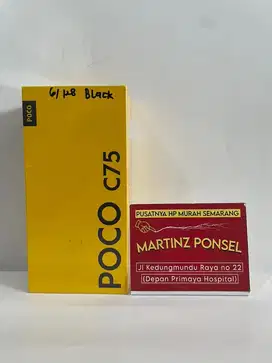 6/128 Black
POCO
POCO C75
PUSATNYA HP MURAH SEMARANG
MARTINZ PONSEL
Jl Kedungmundu Raya no 22
(Depan Primaya Hospital)